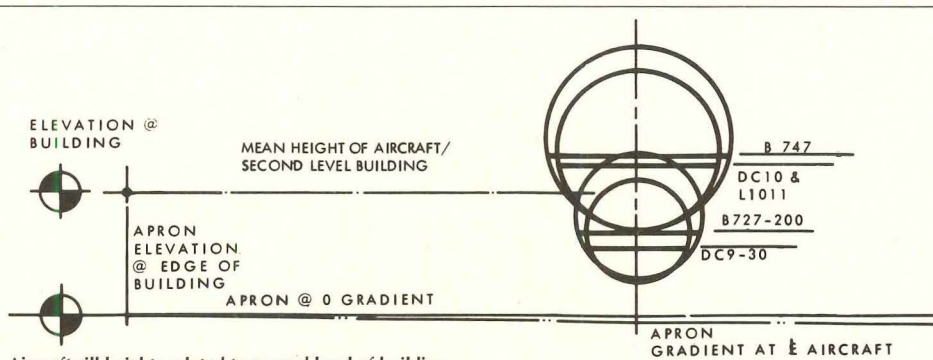 ELEVATION @
BUILDING
MEAN HEIGHT OF AIRCRAFT/
SECOND LEVEL BUILDING
B 747
DC10 &
L1011
B727-200
DC9-30
APRON
ELEVATION
@ EDGE OF
BUILDING
APRON @ 0 GRADIENT
APRON
GRADIENT AT ℄ AIRCRAFT